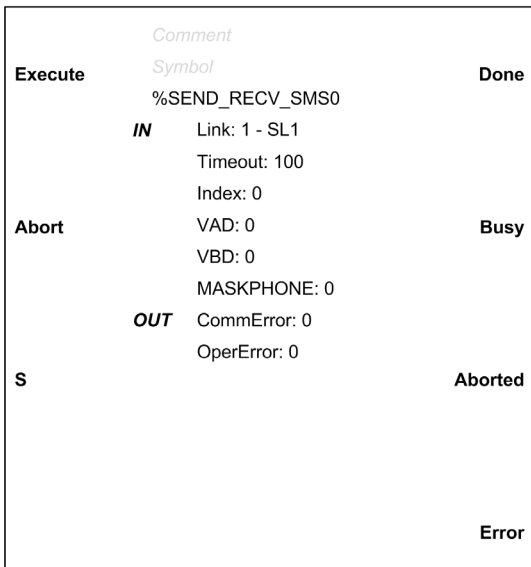 Comment
Execute Symbol Done
%SEND_RECV_SMS0
IN Link: 1 - SL1
Timeout: 100
Index: 0
Abort VAD: 0 Busy
VBD: 0
MASKPHONE: 0
OUT CommError: 0
OperError: 0
S Aborted
Error